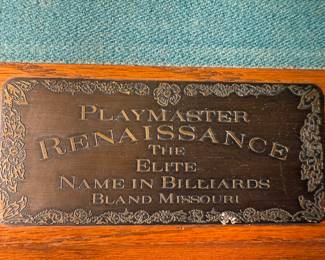 PLAYMASTER
RENAISSANCE
THE
ELITE
NAME IN BILLIARDS
BLAND MISSOURI